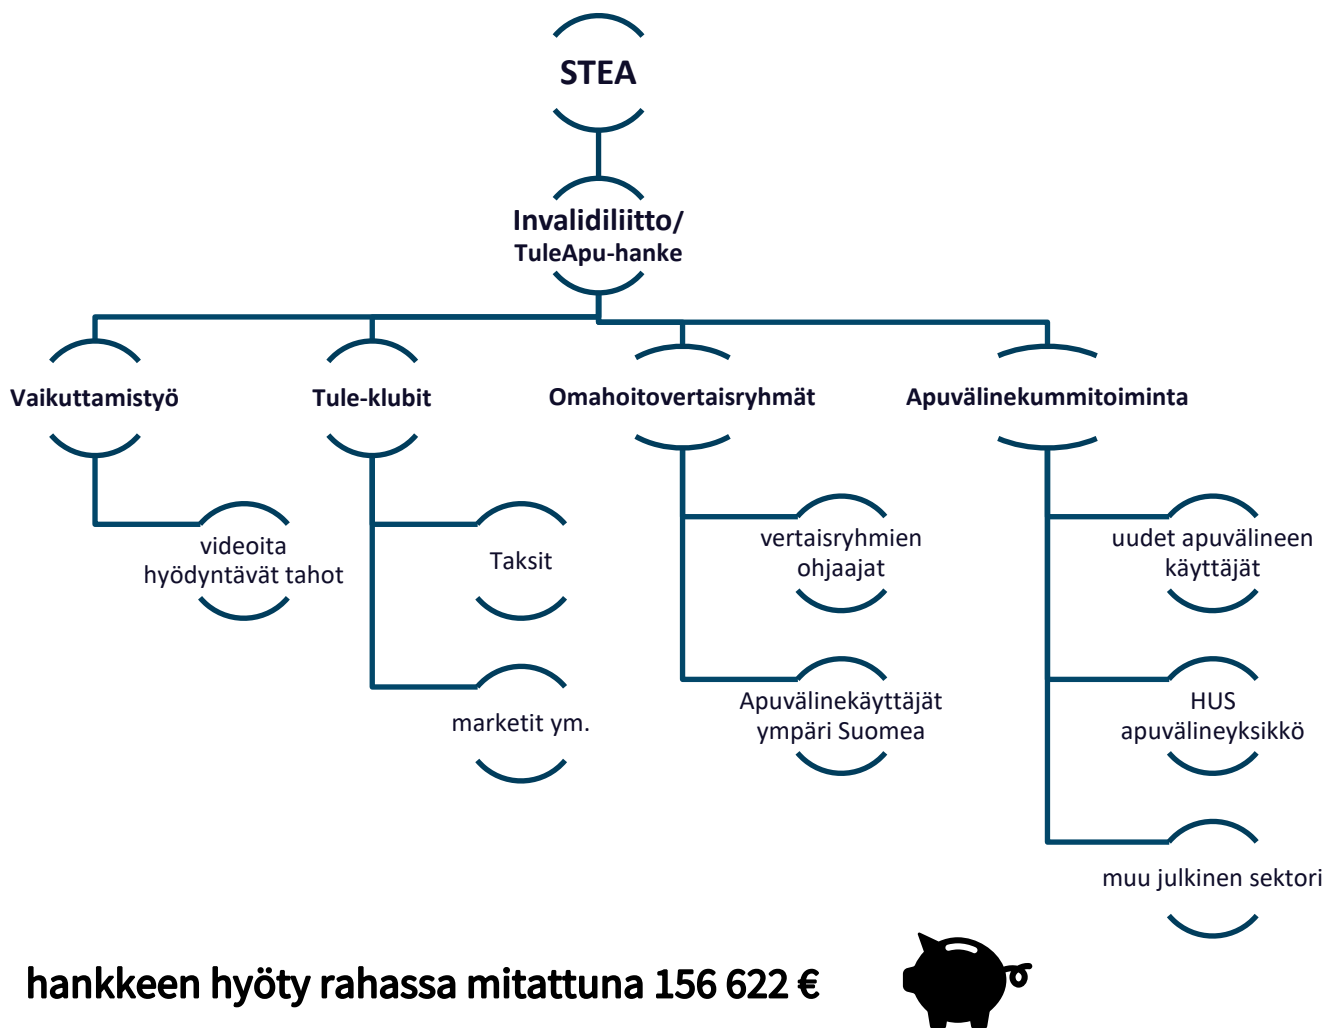 STEA
Invalidiliitto/
TuleApu-hanke
Vaikuttamistyö
videoita
hyödyntävät tahot
Tule-klubit
Taksit
marketit ym.
Omahoitovertaisryhmät
vertaisryhmien
ohjaajat
Apuvälinekäyttäjät
ympäri Suomea
Apuvälinekummitoiminta
uudet apuvälineen
käyttäjät
HUS
apuvälineyksikkö
muu julkinen sektori
hankkeen hyöty rahassa mitattuna 156 622 €